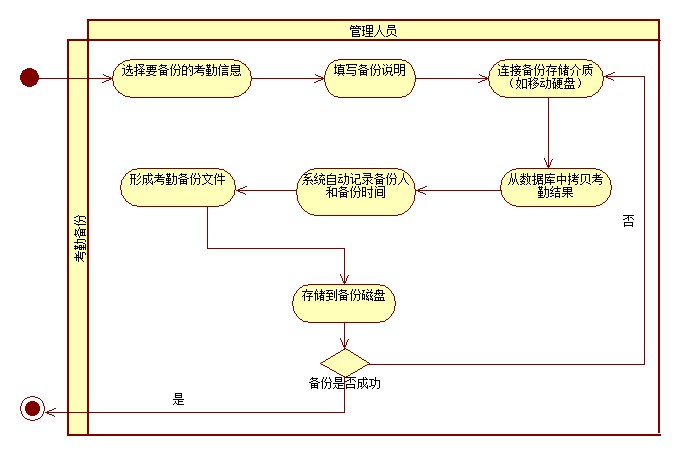 管理人员
选择要备份的考勤信息
填写备份说明
连接备份存储介质
（如移动硬盘）
形成考勤备份文件
系统自动记录备份人
和备份时间
从数据库中拷贝考
勤结果
考勤备份
否
存储到备份磁盘
备份是否成功
是